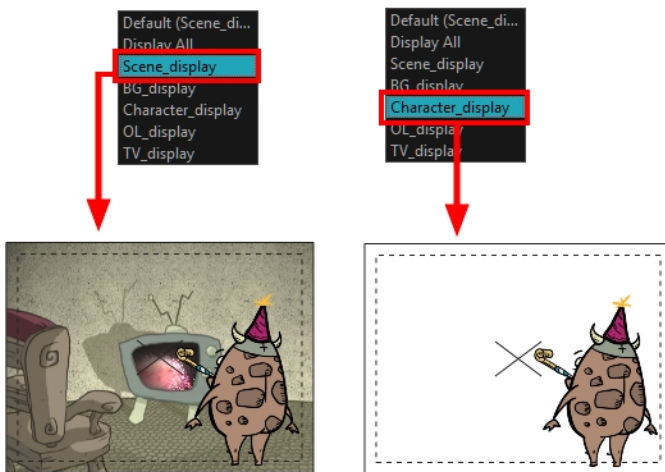 Default (Scene_di...
Display All
Scene_display
BG_display
Character_display
OL_display
TV_display
Default (Scene_di...
Display All
Scene_display
BG_display
Character_display
OL_display
TV_display